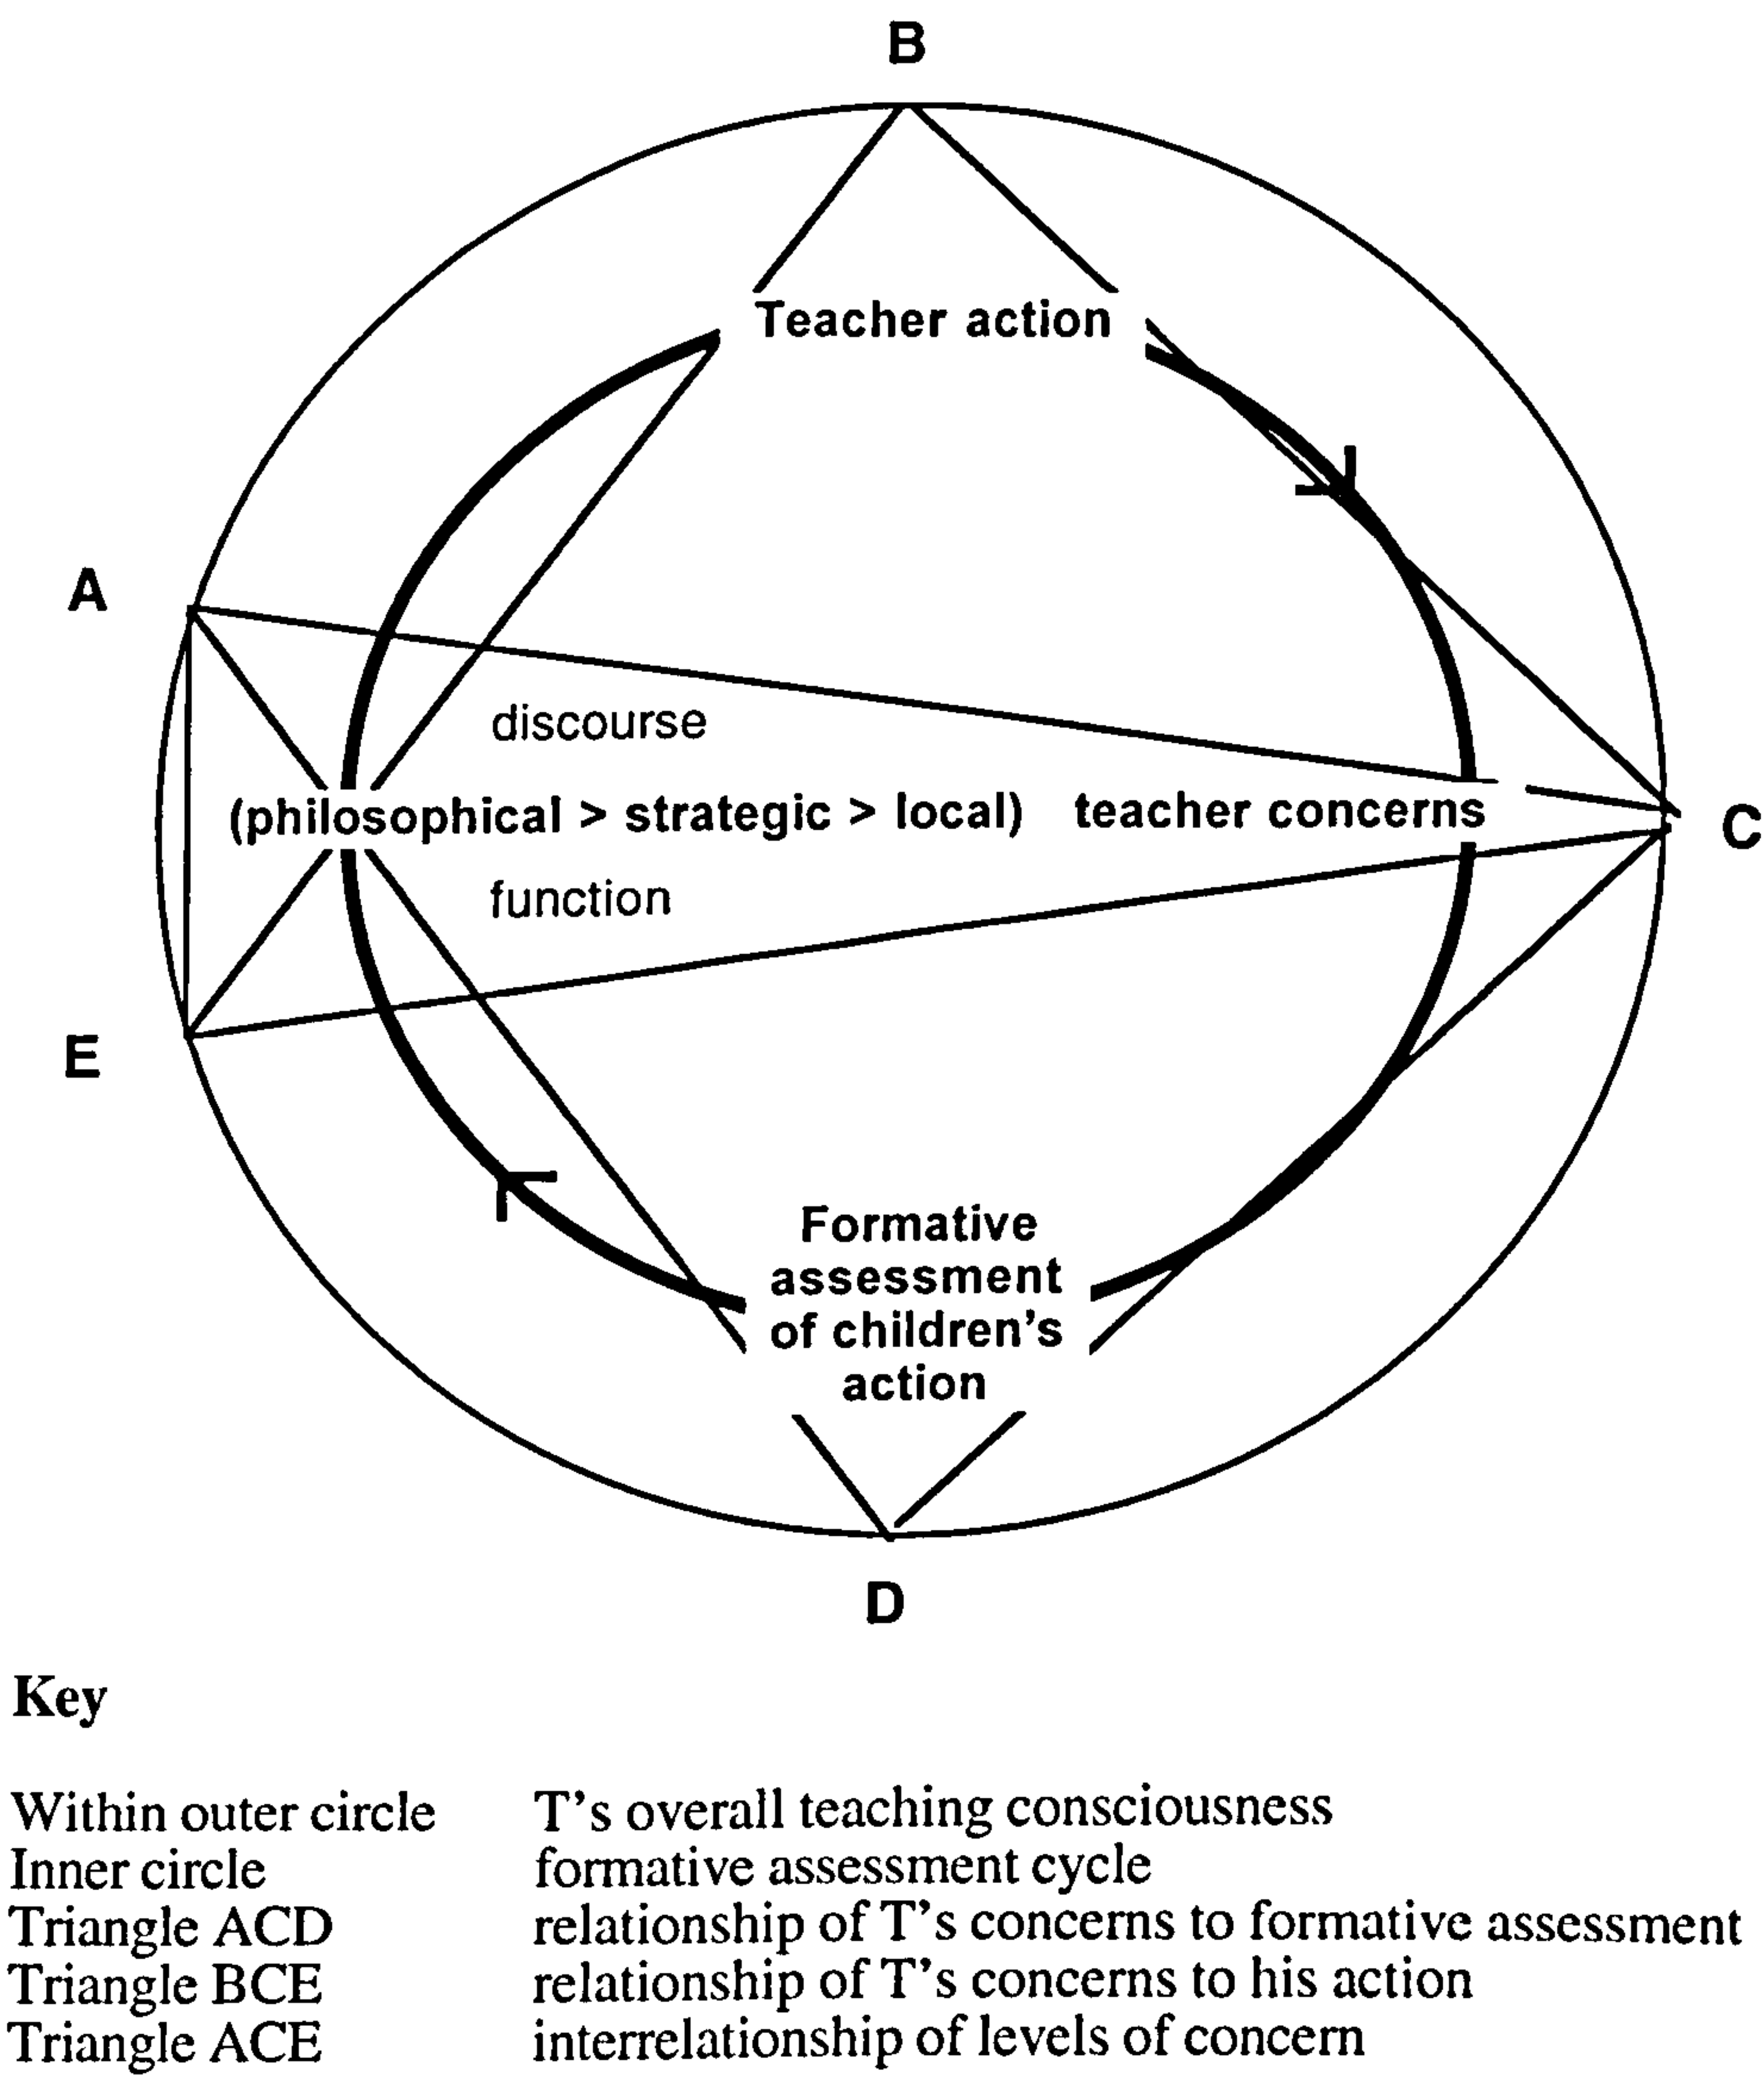 B
Teacher action
A
discourse
(philosophical > strategic > local) teacher concerns
C
function
E
Formative
assessment
of children's
action
D
Key
Within outer circle T's overall teaching consciousness
Inner circle formative assessment cycle
Triangle ACD relationship of T's concerns to formative assessment
Triangle BCE relationship of T's concerns to his action
Triangle ACE interrelationship of levels of concern